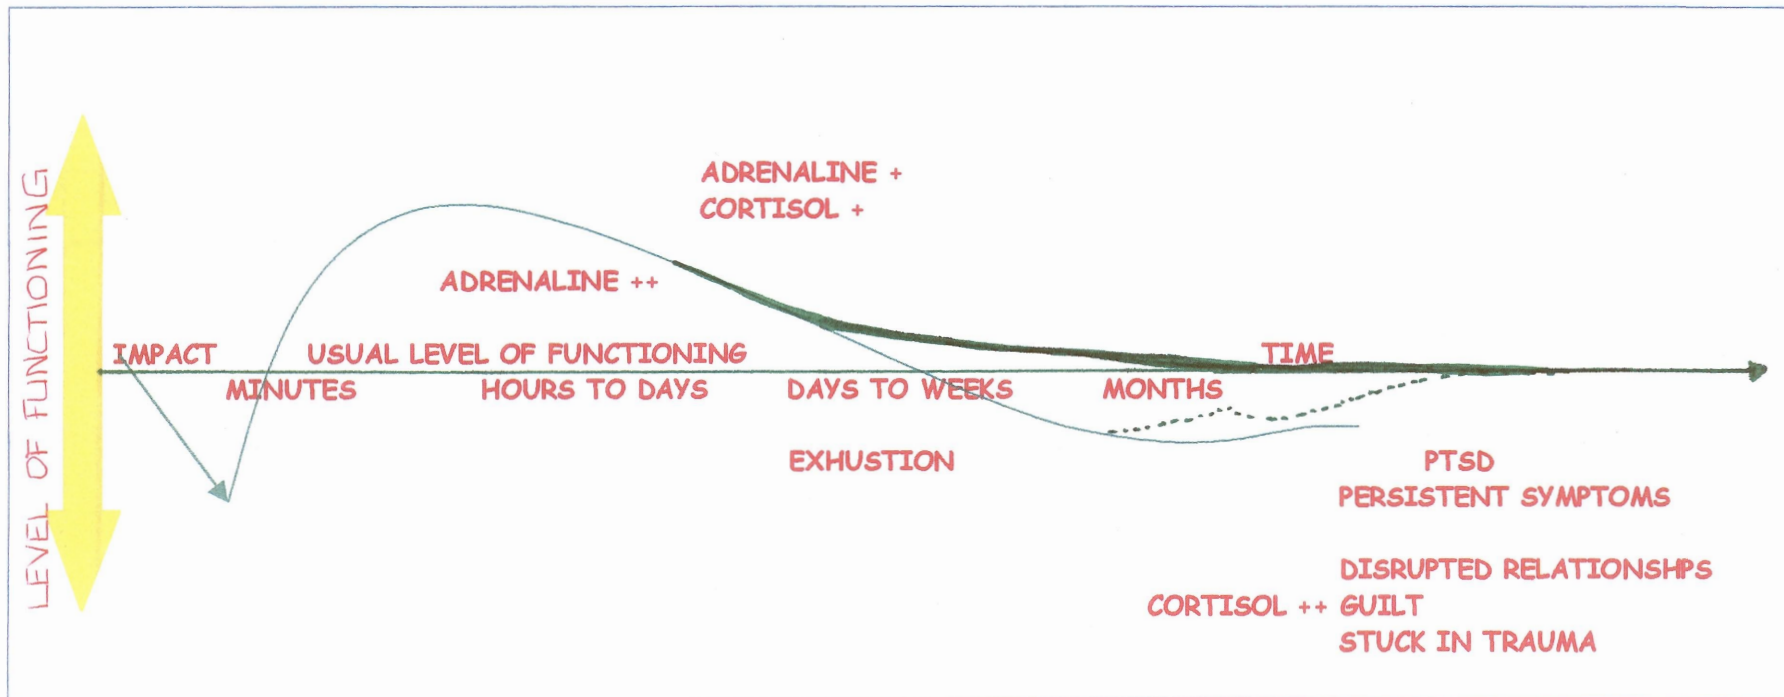 LEVEL OF FUNCTIONING
ADRENALINE +
CORTISOL +
ADRENALINE ++
IMPACT
USUAL LEVEL OF FUNCTIONING
TIME
MINUTES
HOURS TO DAYS
DAYS TO WEEKS
MONTHS
EXHUSTION
PTSD
PERSISTENT SYMPTOMS
DISRUPTED RELATIONSHPS
CORTISOL ++ GUILT
STUCK IN TRAUMA